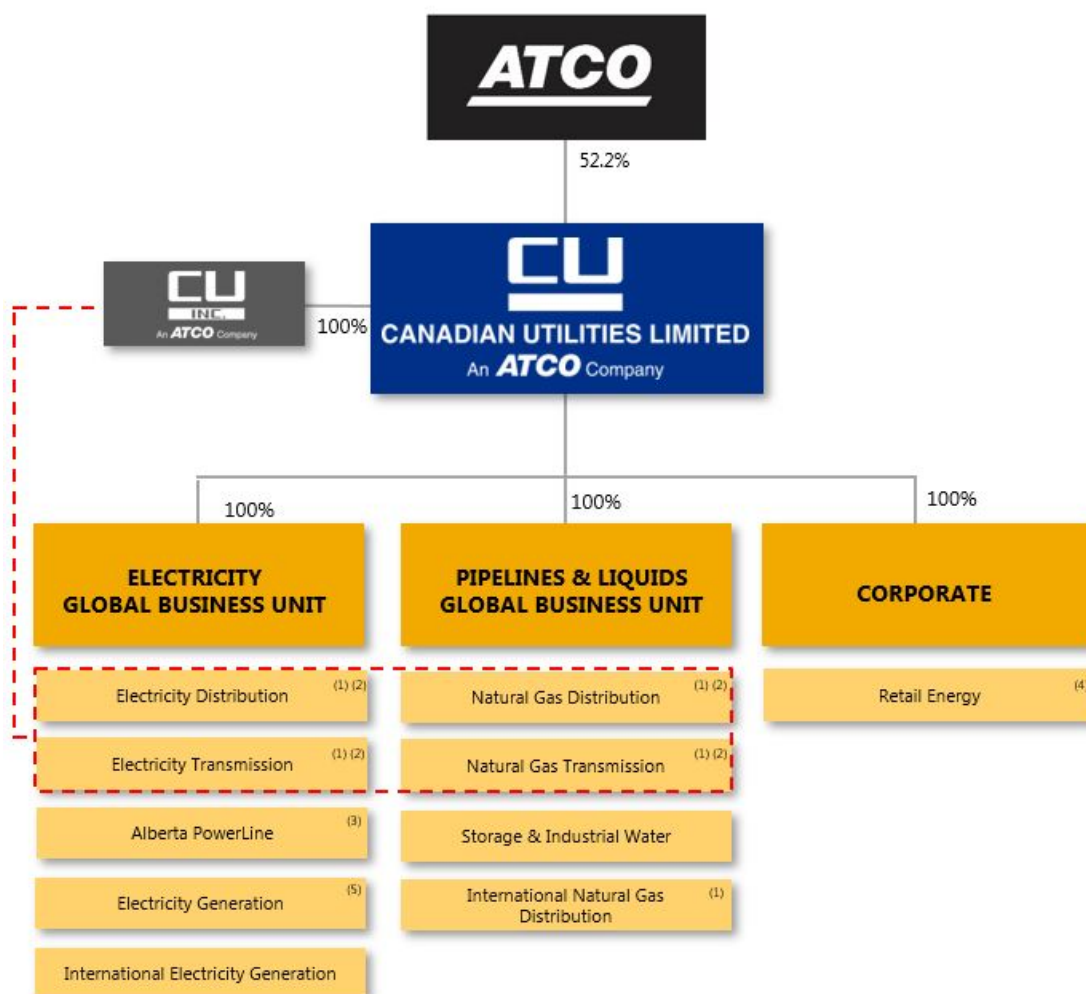 ATCO
52.2%
CU
INC.
An ATCO Company
100%
CU
CANADIAN UTILITIES LIMITED
An ATCO Company
100%
100%
100%
ELECTRICITY
GLOBAL BUSINESS UNIT
PIPELINES & LIQUIDS
GLOBAL BUSINESS UNIT
CORPORATE
Electricity Distribution (1) (2)
Natural Gas Distribution (1) (2)
Retail Energy (4)
Electricity Transmission (1) (2)
Natural Gas Transmission (1) (2)
Alberta PowerLine (3)
Storage & Industrial Water
Electricity Generation (5)
International Natural Gas (1)
Distribution
International Electricity Generation